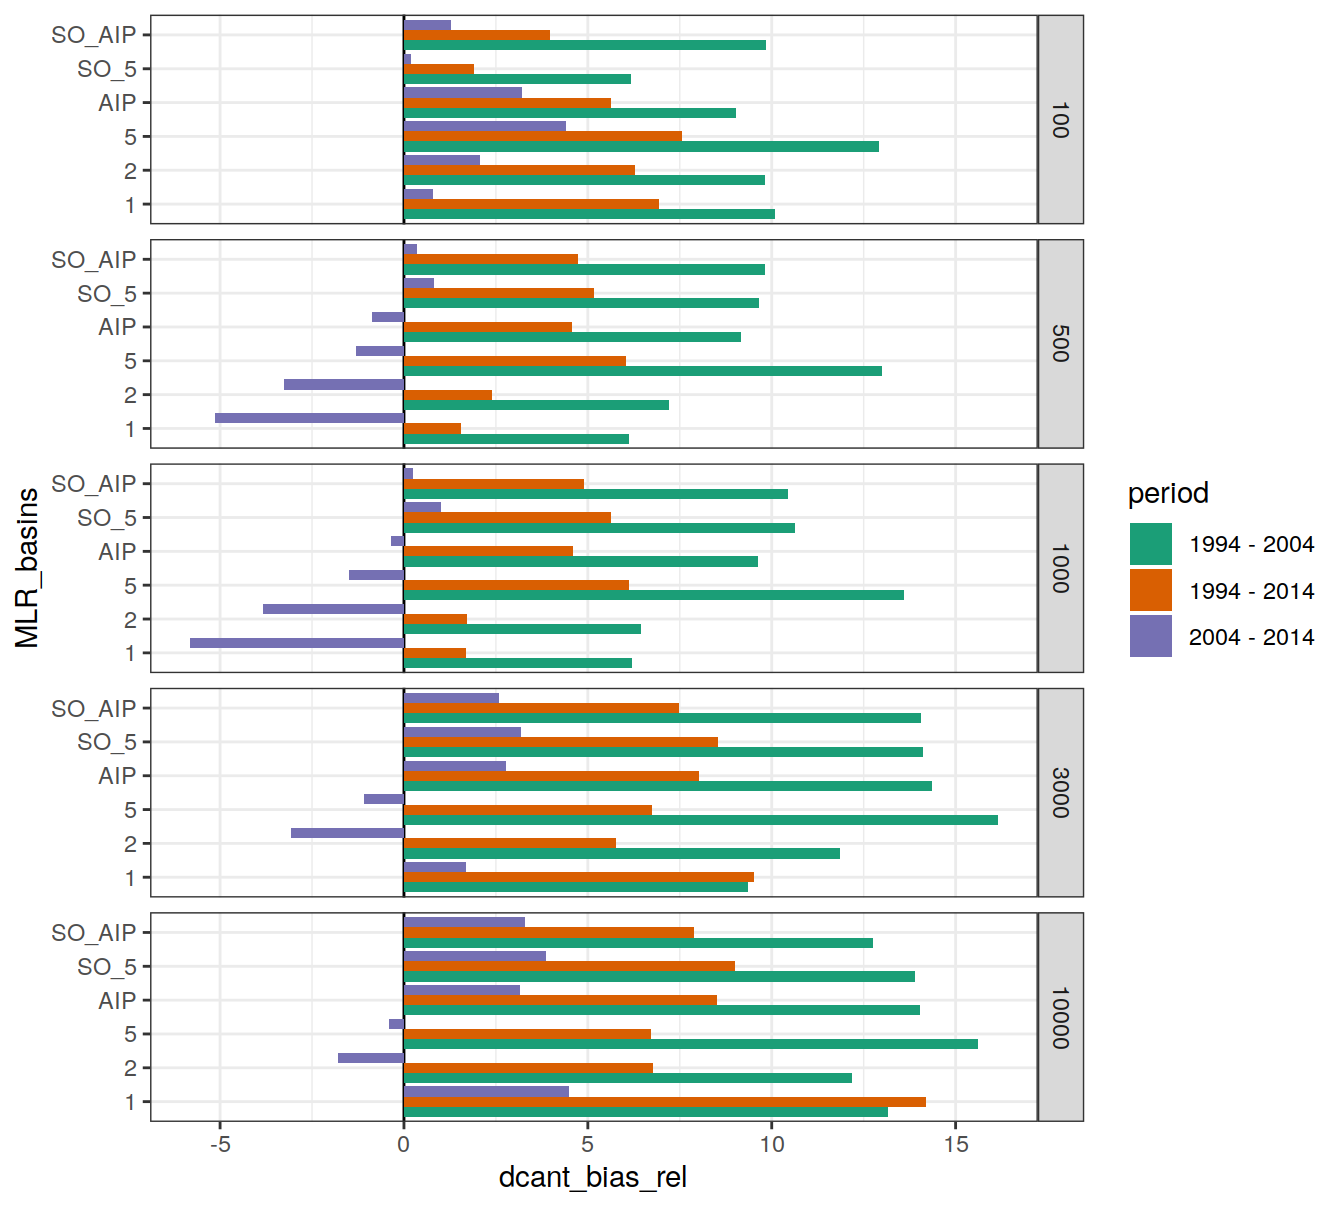 SO_AIP
SO_5
AIP
5
2
1
100
SO_AIP
SO_5
AIP
5
2
1
500
SO_AIP
SO_5
AIP
5
2
1
1000
SO_AIP
SO_5
AIP
5
2
1
3000
SO_AIP
SO_5
AIP
5
2
1
10000
-5
0
5
10
15
dcant_bias_rel
MLR_basins
period
1994 - 2004
1994 - 2014
2004 - 2014